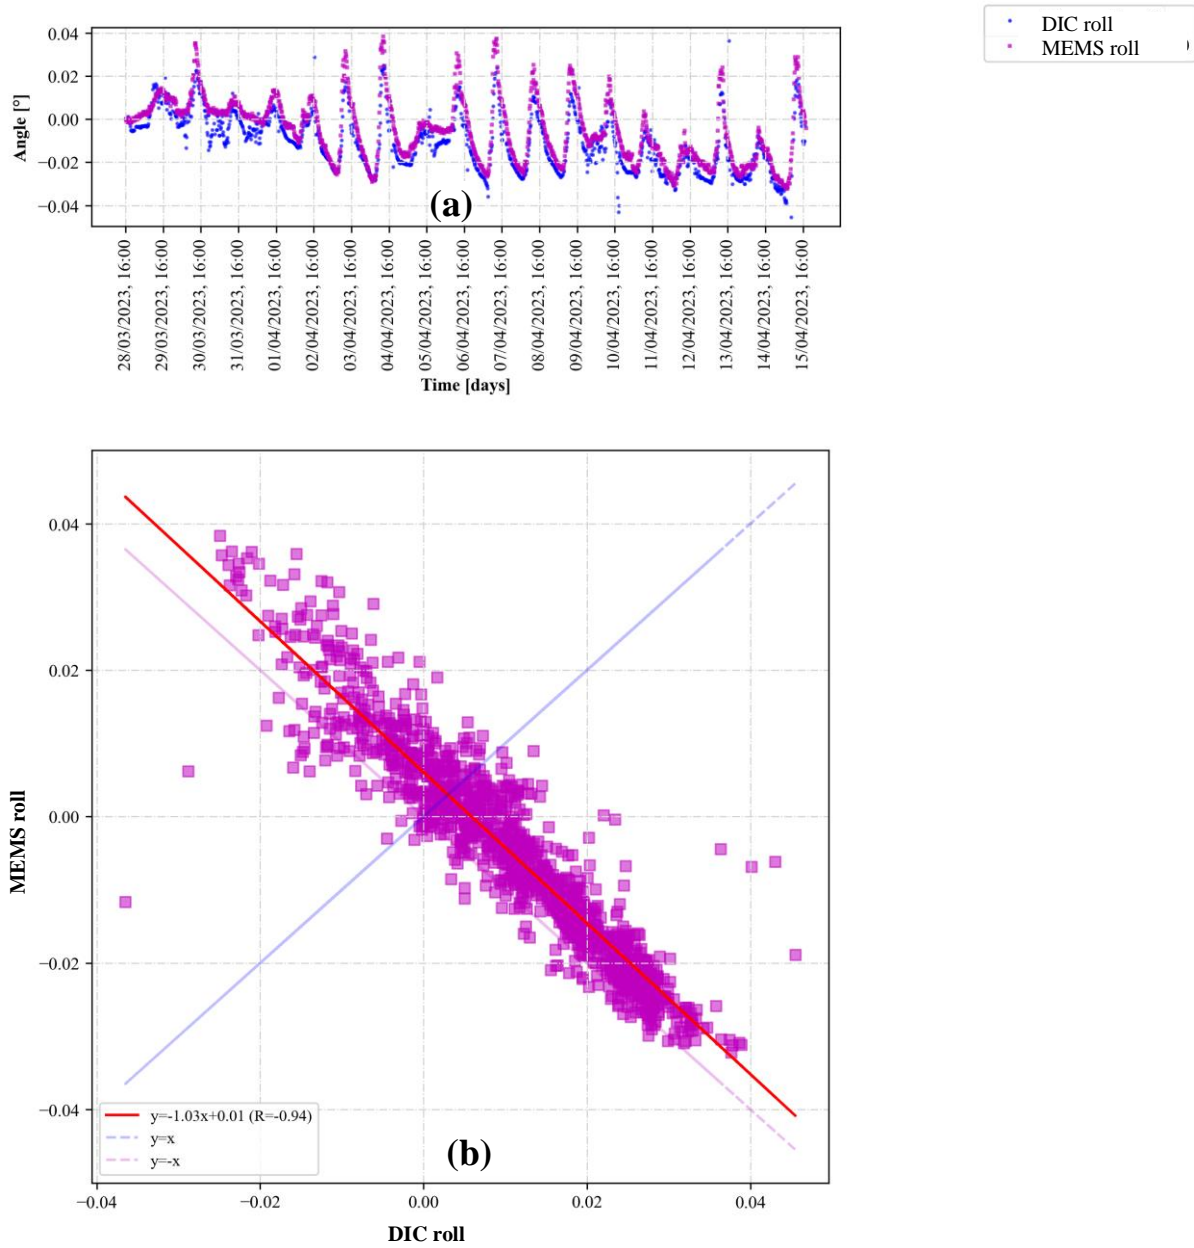 DIC roll
MEMS roll
0.04
0.02
0.00
−0.02
−0.04
Angle [°]
(a)
28/03/2023, 16:00
29/03/2023, 16:00
30/03/2023, 16:00
31/03/2023, 16:00
01/04/2023, 16:00
02/04/2023, 16:00
03/04/2023, 16:00
04/04/2023, 16:00
05/04/2023, 16:00
06/04/2023, 16:00
07/04/2023, 16:00
08/04/2023, 16:00
09/04/2023, 16:00
10/04/2023, 16:00
11/04/2023, 16:00
12/04/2023, 16:00
13/04/2023, 16:00
14/04/2023, 16:00
15/04/2023, 16:00
Time [days]
0.04
0.02
0.00
−0.02
−0.04
MEMS roll
y=-1.03x+0.01 (R=-0.94)
y=x
y=-x
(b)
−0.04 −0.02 0.00 0.02 0.04
DIC roll